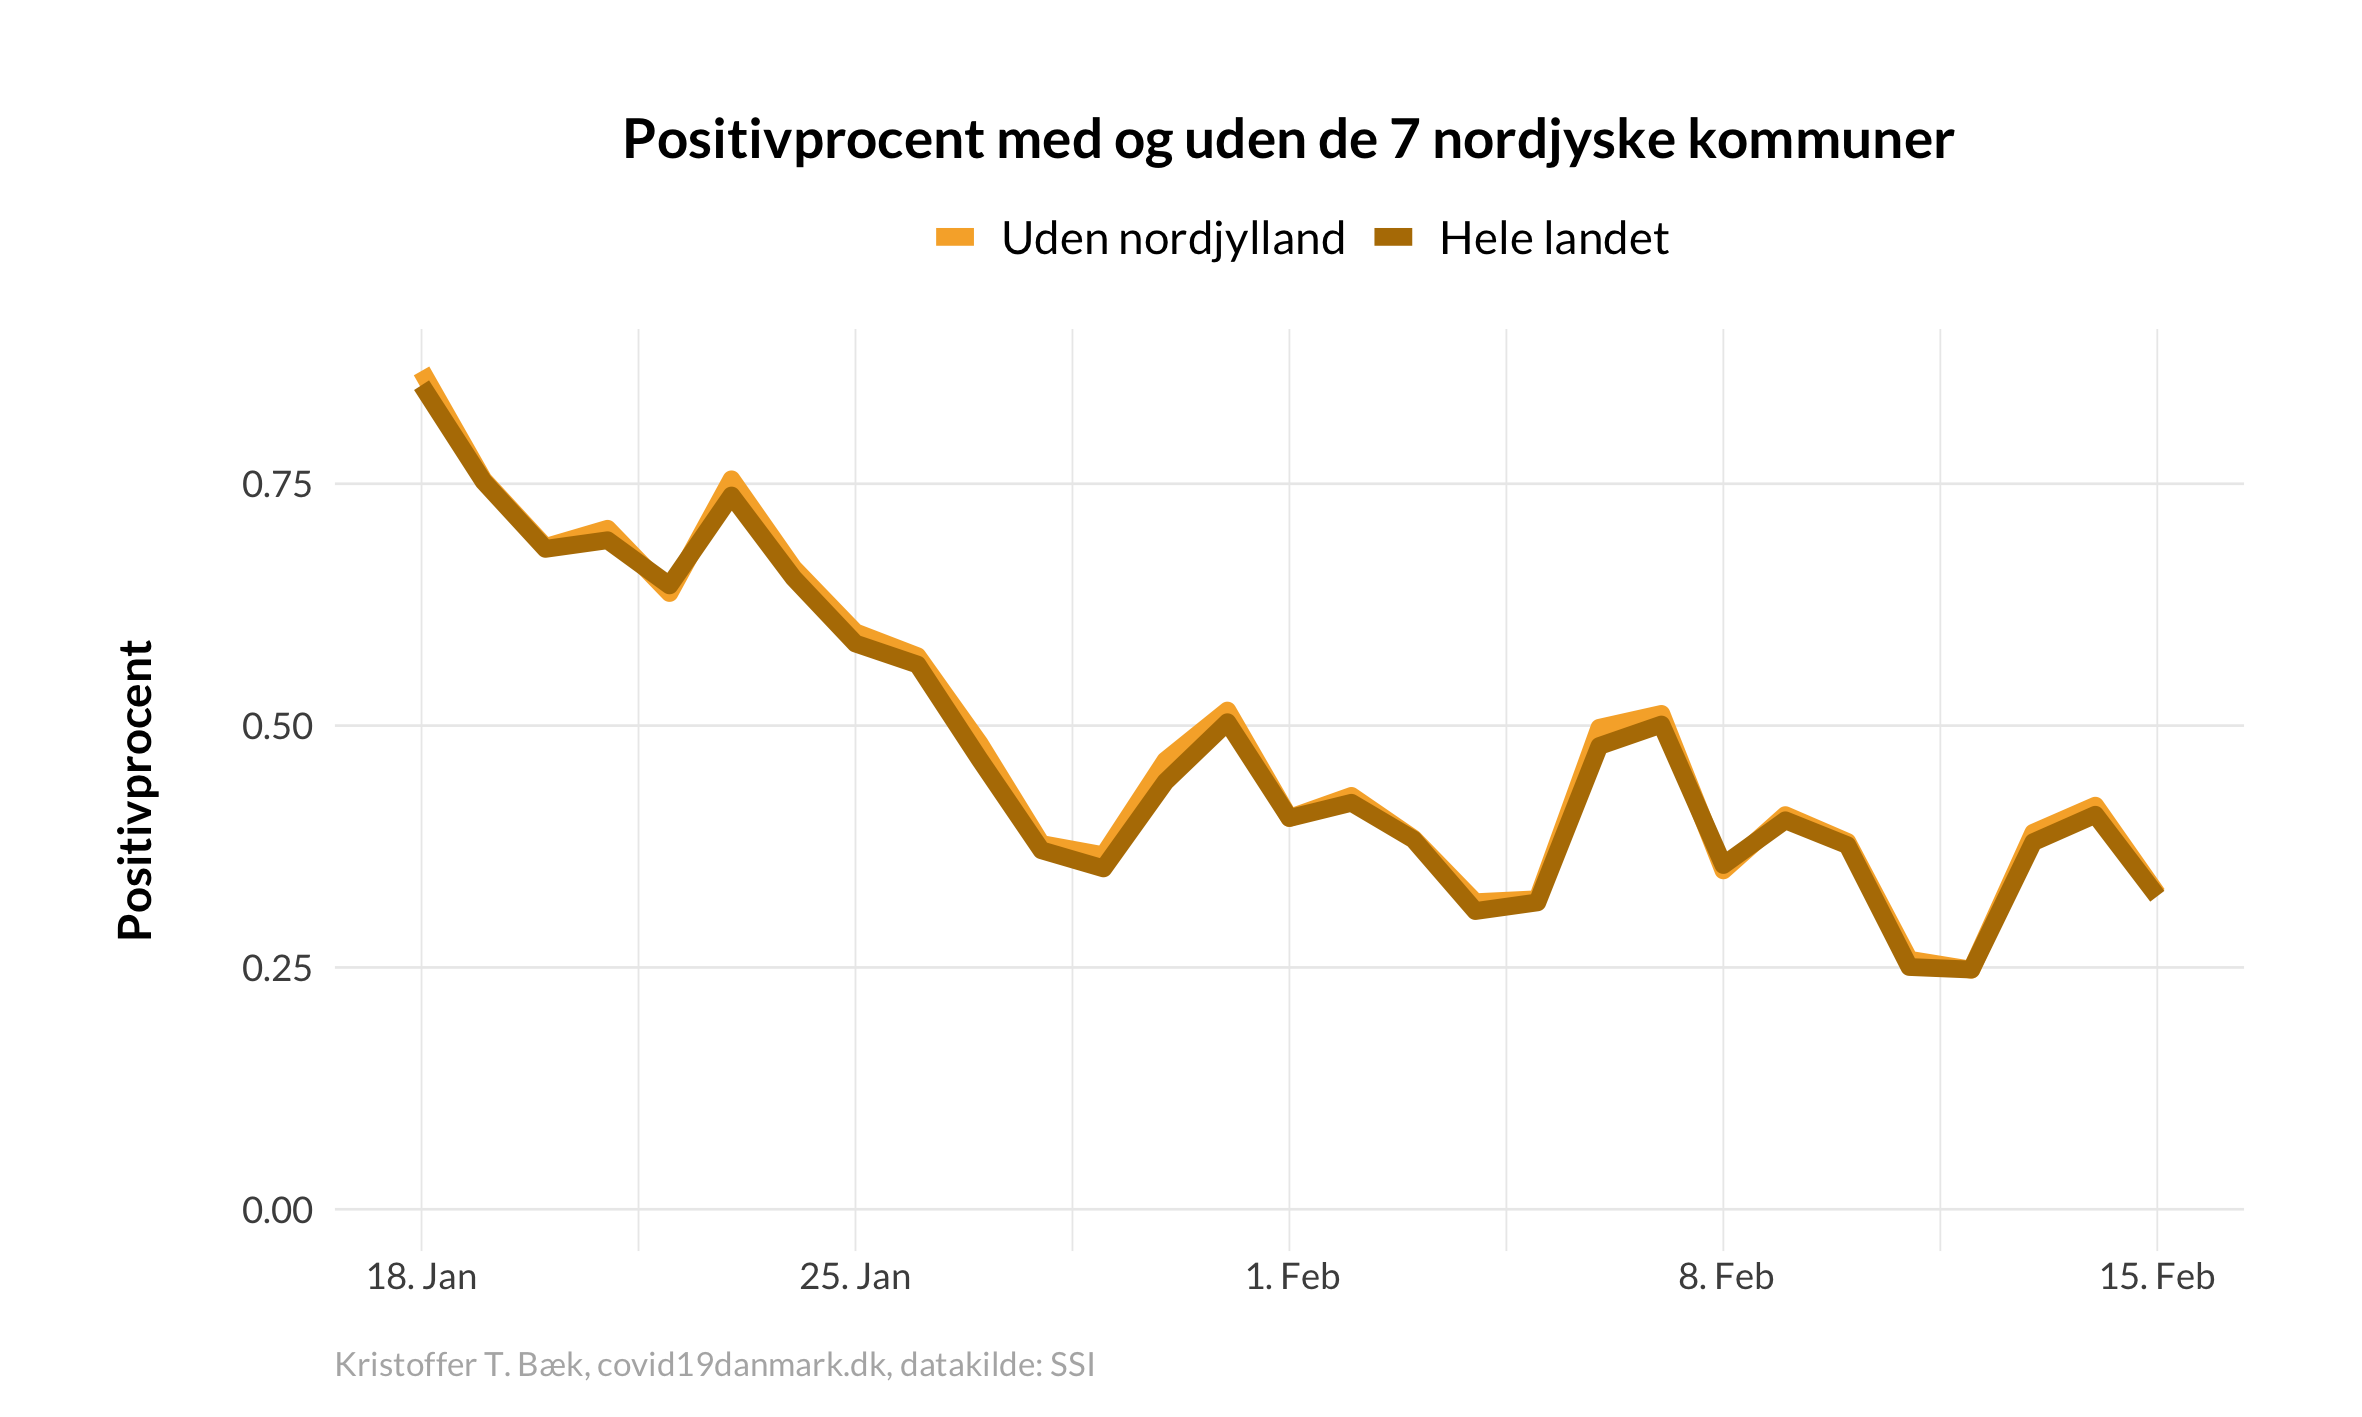 Positivprocent med og uden de 7 nordjyske kommuner
Uden nordjylland Hele landet
Positivprocent
0.75
0.50
0.25
0.00
18. Jan 25. Jan 1. Feb 8. Feb 15. Feb
Kristoffer T. Bæk, covid19danmark.dk, datakilde: SSI